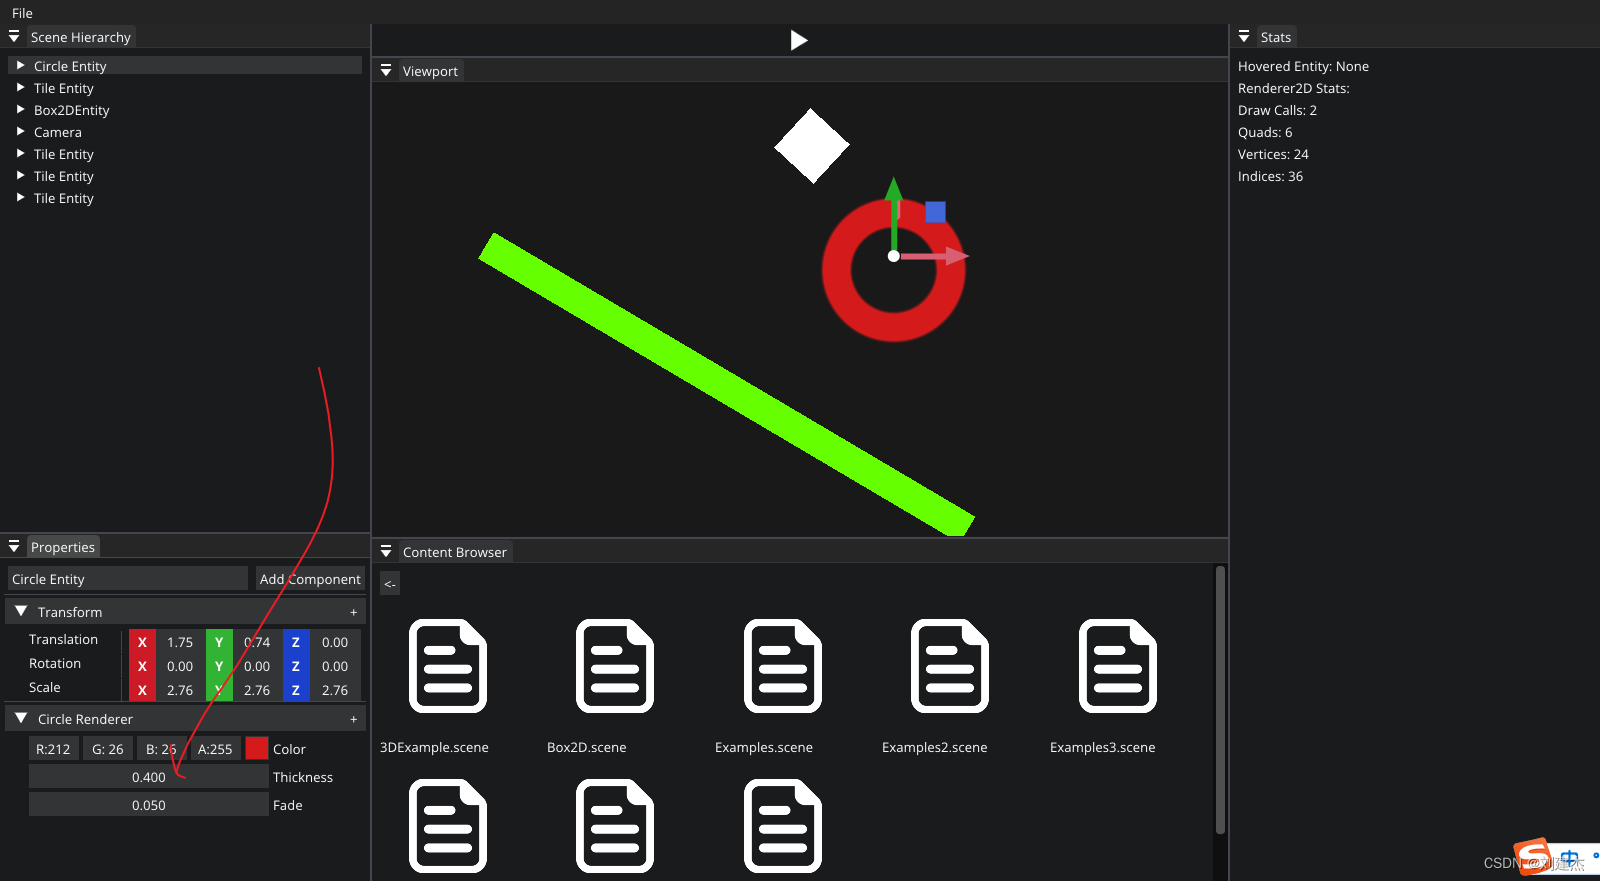 File
Scene Hierarchy
Circle Entity
Tile Entity
Box2DEntity
Camera
Tile Entity
Tile Entity
Tile Entity
Viewport
Stats
Hovered Entity: None
Renderer2D Stats:
Draw Calls: 2
Quads: 6
Vertices: 24
Indices: 36
Properties
Circle Entity Add Component
Transform +
Translation X 1.75 Y 0.74 Z 0.00
Rotation X 0.00 Y 0.00 Z 0.00
Scale X 2.76 Y 2.76 Z 2.76
Circle Renderer +
R:212 G: 26 B: 26 A:255 Color
0.400 Thickness
0.050 Fade
Content Browser
<-
3DExample.scene Box2D.scene Examples.scene Examples2.scene Examples3.scene
S 中
CSDN @刘建杰